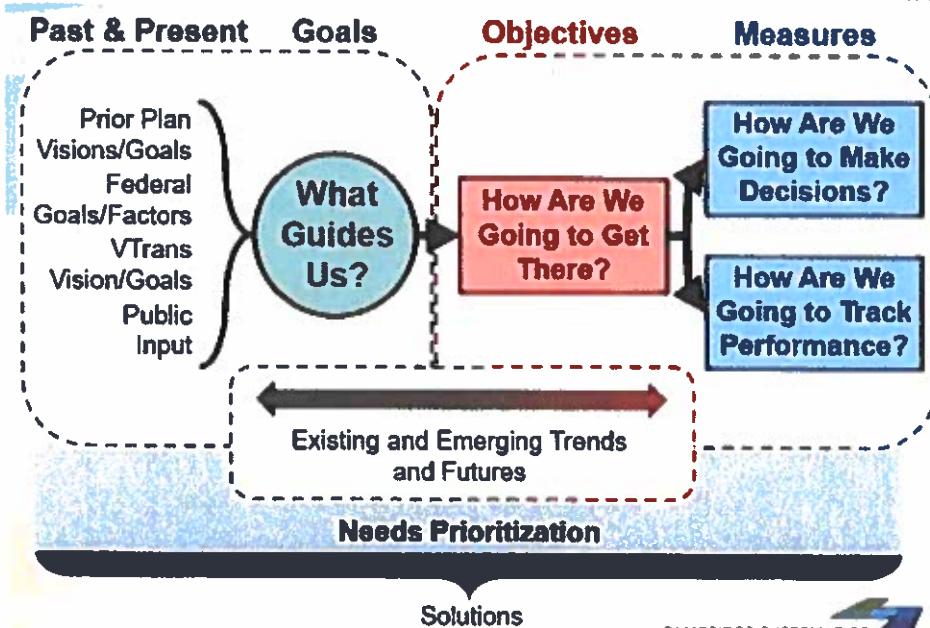 Past & Present
Goals
Objectives
Measures
Prior Plan
Visions/Goals
Federal
Goals/Factors
VTrans
Vision/Goals
Public
Input
What
Guides
Us?
How Are We
Going to Get
There?
How Are We
Going to Make
Decisions?
How Are We
Going to Track
Performance?
Existing and Emerging Trends
and Futures
Needs Prioritization
Solutions